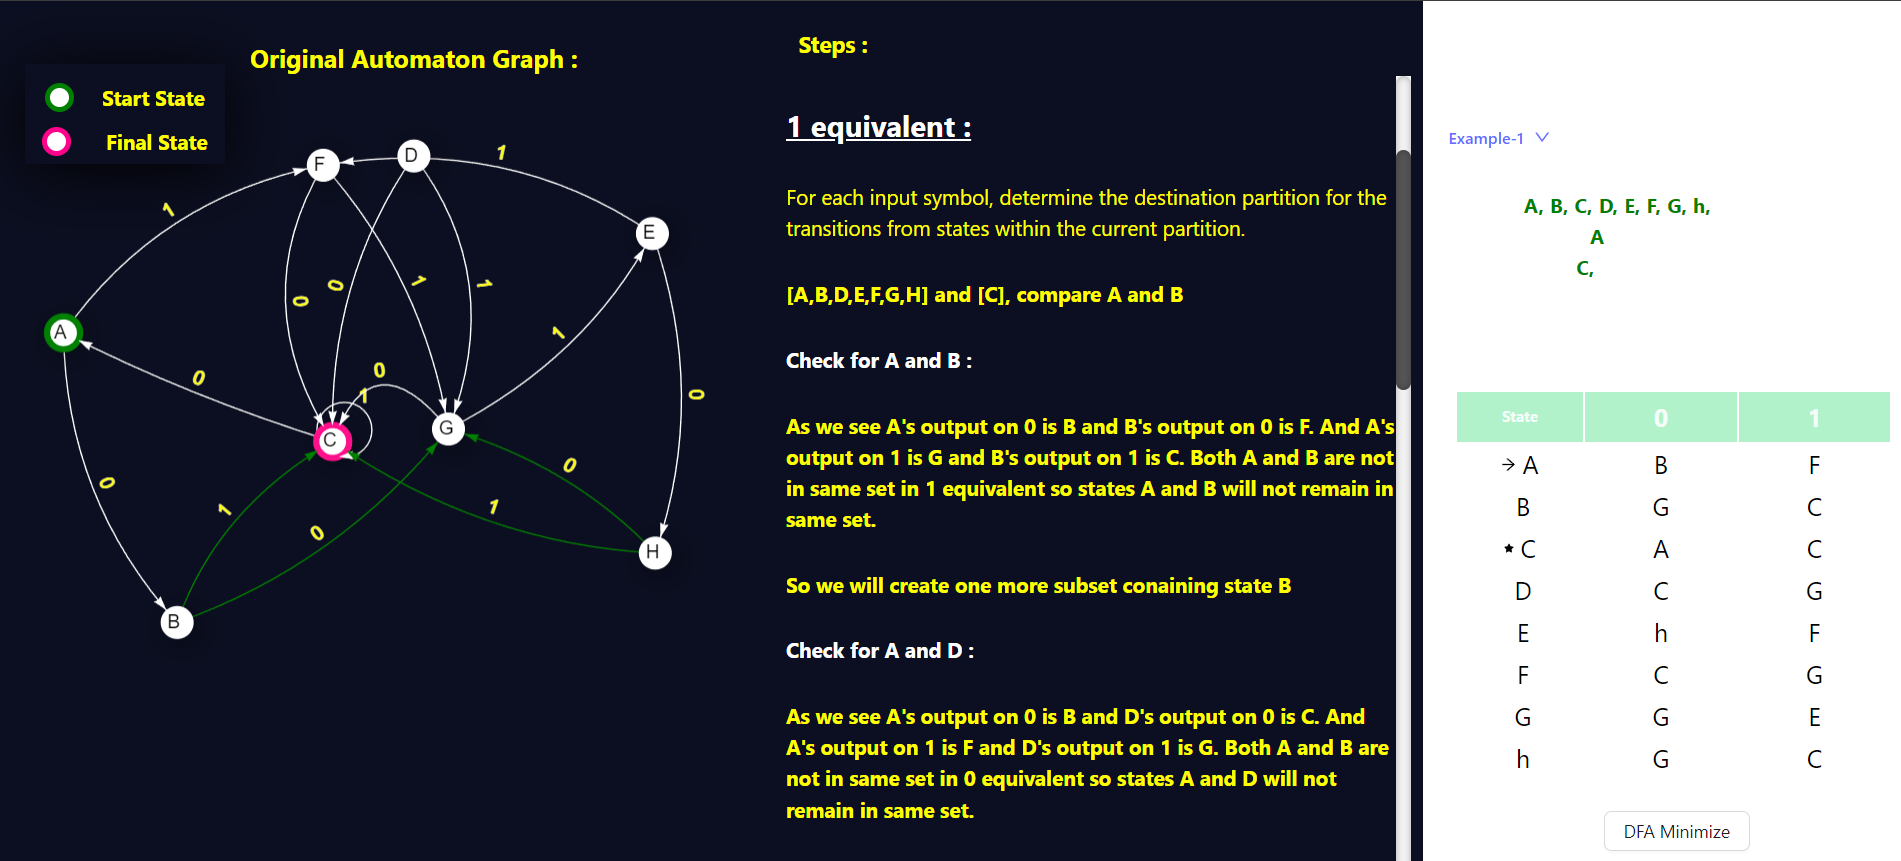 Original Automaton Graph :
Start State
Final State
F
D
1
1
E
0
0
1
1
1
A
0
0
1
0
C
G
0
0
1
1
0
H
B
Steps :
1 equivalent :
For each input symbol, determine the destination partition for the
transitions from states within the current partition.
[A,B,D,E,F,G,H] and [C], compare A and B
Check for A and B :
As we see A's output on 0 is B and B's output on 0 is F. And A's
output on 1 is G and B's output on 1 is C. Both A and B are not
in same set in 1 equivalent so states A and B will not remain in
same set.
So we will create one more subset conaining state B
Check for A and D :
As we see A's output on 0 is B and D's output on 0 is C. And
A's output on 1 is F and D's output on 1 is G. Both A and B are
not in same set in 0 equivalent so states A and D will not
remain in same set.
Example-1
A, B, C, D, E, F, G, h,
A
C,
State 0 1
→ A B F
B G C
★ C A C
D C G
E h F
F C G
G G E
h G C
DFA Minimize